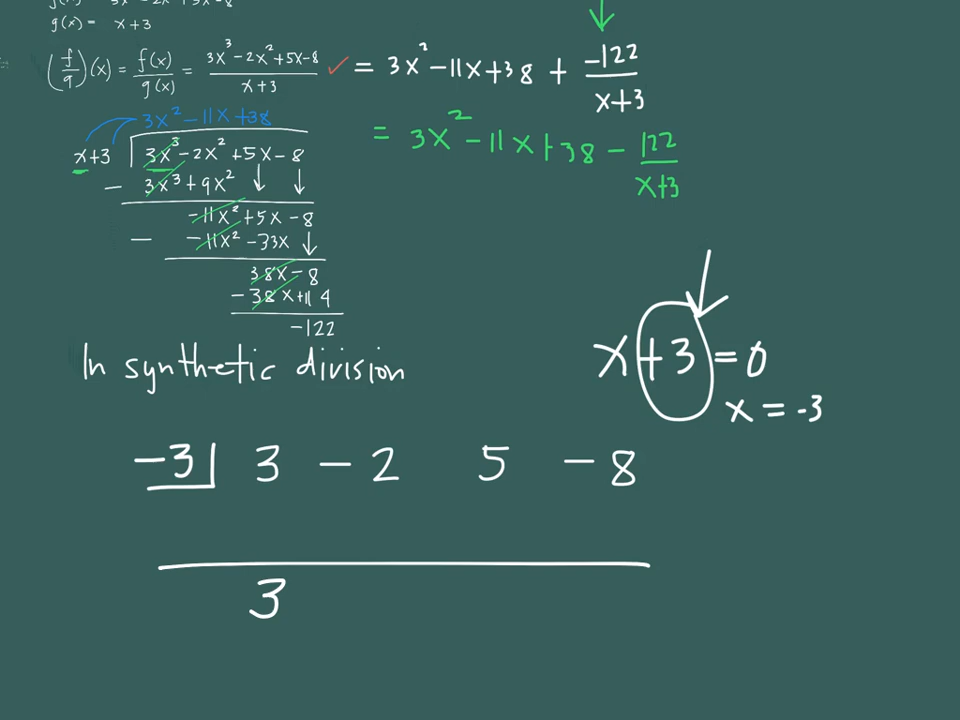 g(x) = x+3
(f/g)(x) = f(x)/g(x) = (3x³-2x²+5x-8)/(x+3) ✓ = 3x²-11x+38 + -122/(x+3)
= 3x²-11x+38 - 122/(x+3)
3x²-11x+38
x+3 3x³-2x²+5x-8
- 3x³+9x² ↓ ↓
-11x²+5x-8
- -11x²-33x ↓
38x-8
-38x+114
-122
In synthetic division
x+3=0
x = -3
-3| 3 -2 5 -8
3